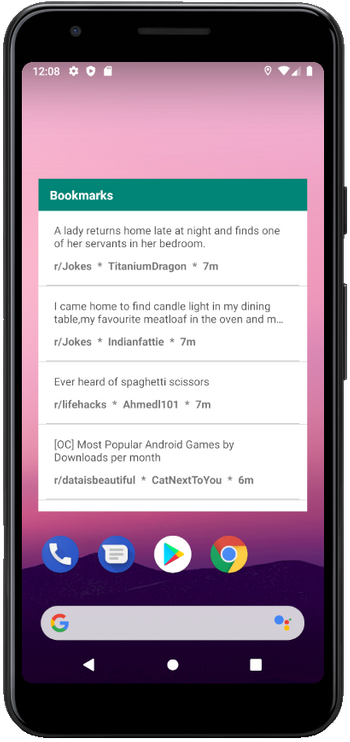 12:08
Bookmarks
A lady returns home late at night and finds one
of her servants in her bedroom.
r/Jokes * TitaniumDragon * 7m
I came home to find candle light in my dining
table,my favourite meatloaf in the oven and m...
r/Jokes * Indianfattie * 7m
Ever heard of spaghetti scissors
r/lifehacks * Ahmedl101 * 7m
[OC] Most Popular Android Games by
Downloads per month
r/dataisbeautiful * CatNextToYou * 6m